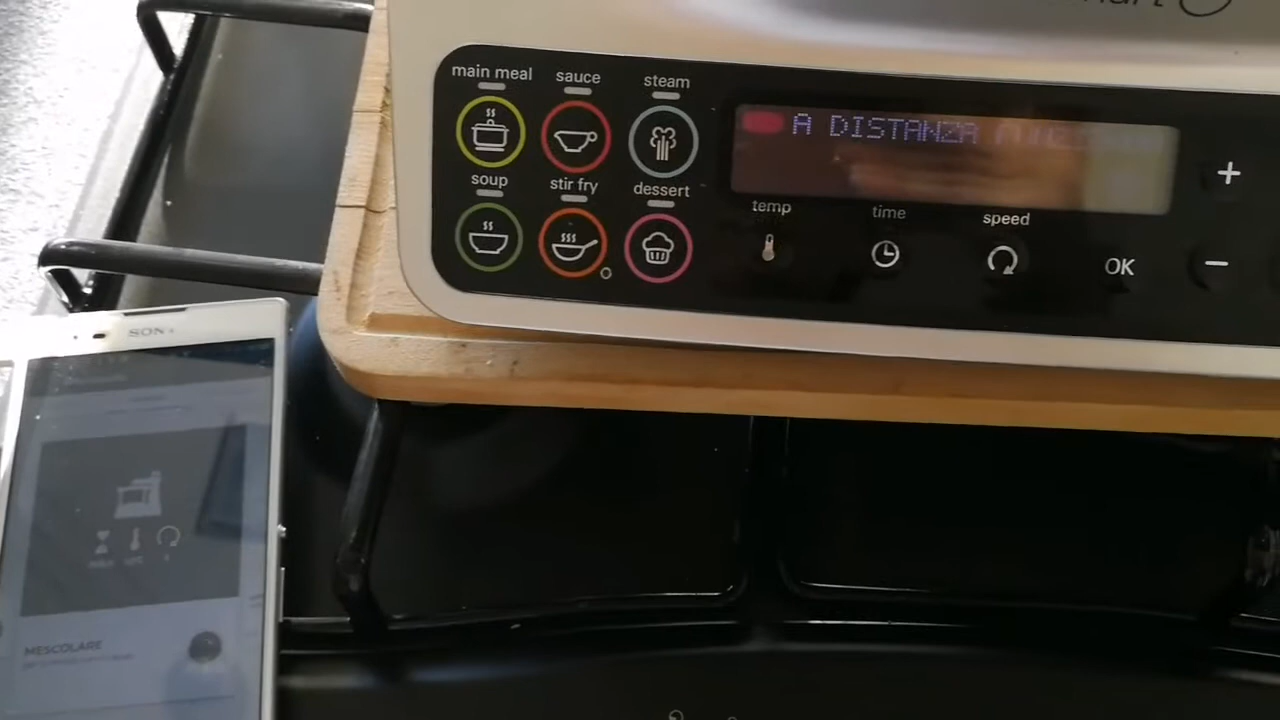 main meal
sauce
steam
A DISTANZA
soup
stir fry
dessert
temp
time
speed
OK
+
-
SONY
MESCOLARE